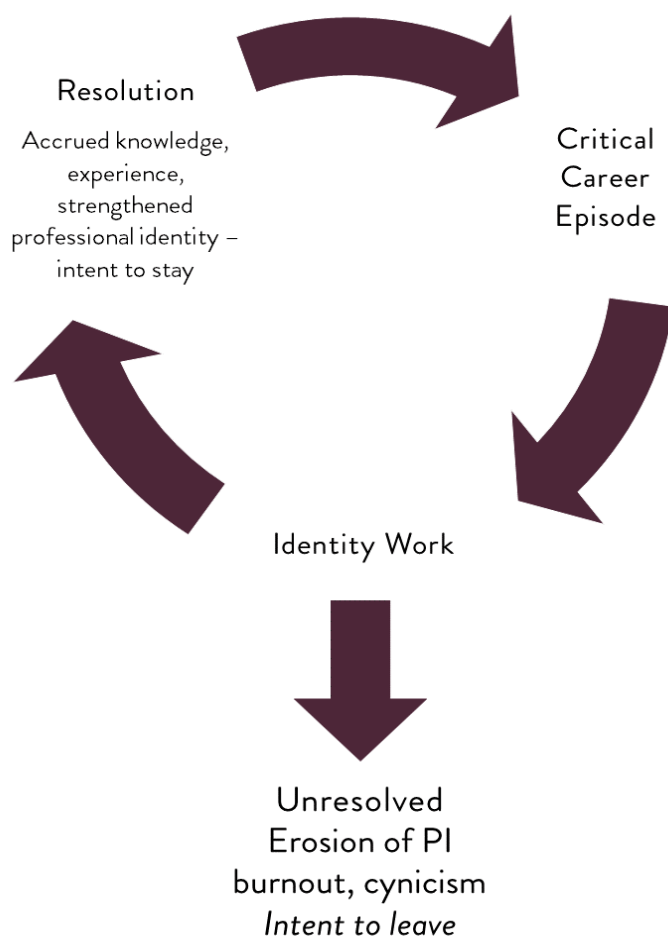 Resolution
Accrued knowledge,
experience,
strengthened
professional identity –
intent to stay
Critical
Career
Episode
Identity Work
Unresolved
Erosion of PI
burnout, cynicism
Intent to leave